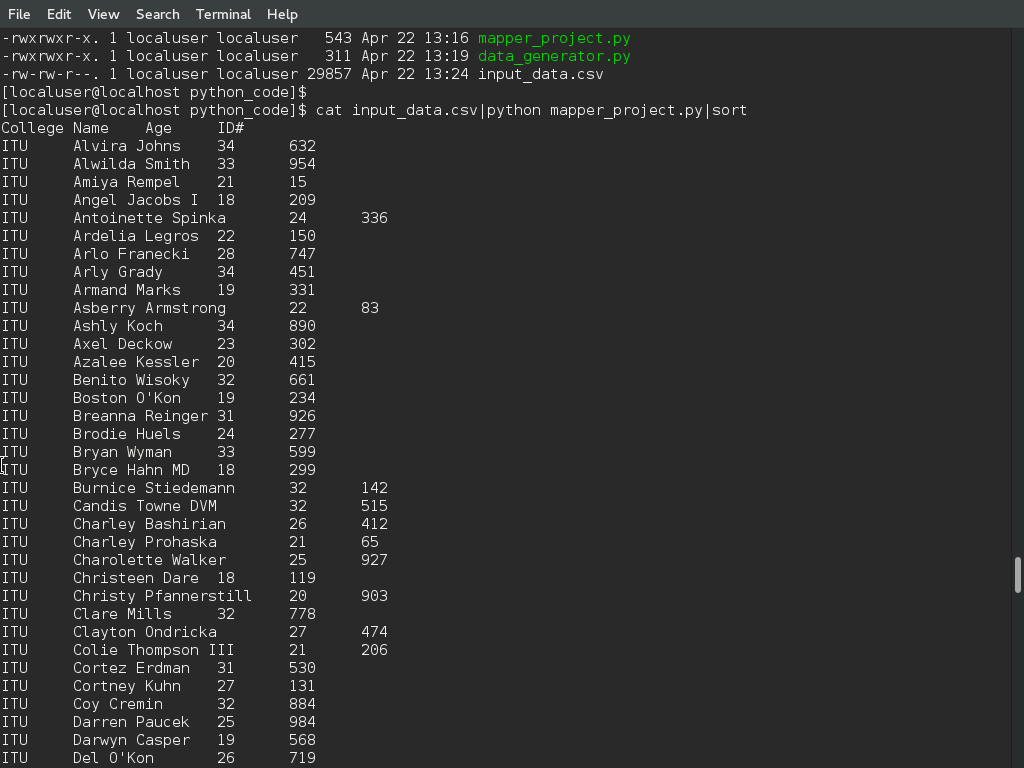 File Edit View Search Terminal Help
-rwxrwxr-x. 1 localuser localuser   543 Apr 22 13:16 mapper_project.py
-rwxrwxr-x. 1 localuser localuser   311 Apr 22 13:19 data_generator.py
-rw-rw-r--. 1 localuser localuser 29857 Apr 22 13:24 input_data.csv
[localuser@localhost python_code]$
[localuser@localhost python_code]$ cat input_data.csv|python mapper_project.py|sort
College Name    Age     ID#
ITU     Alvira Johns    34      632
ITU     Alwilda Smith   33      954
ITU     Amiya Rempel    21      15
ITU     Angel Jacobs I  18      209
ITU     Antoinette Spinka       24      336
ITU     Ardelia Legros  22      150
ITU     Arlo Franecki   28      747
ITU     Arly Grady      34      451
ITU     Armand Marks    19      331
ITU     Asberry Armstrong       22      83
ITU     Ashly Koch      34      890
ITU     Axel Deckow     23      302
ITU     Azalee Kessler  20      415
ITU     Benito Wisoky   32      661
ITU     Boston O'Kon    19      234
ITU     Breanna Reinger 31      926
ITU     Brodie Huels    24      277
ITU     Bryan Wyman     33      599
ITU     Bryce Hahn MD   18      299
ITU     Burnice Stiedemann      32      142
ITU     Candis Towne DVM        32      515
ITU     Charley Bashirian       26      412
ITU     Charley Prohaska        21      65
ITU     Charolette Walker       25      927
ITU     Christeen Dare  18      119
ITU     Christy Pfannerstill    20      903
ITU     Clare Mills     32      778
ITU     Clayton Ondricka        27      474
ITU     Colie Thompson III      21      206
ITU     Cortez Erdman   31      530
ITU     Cortney Kuhn    27      131
ITU     Coy Cremin      32      884
ITU     Darren Paucek   25      984
ITU     Darwyn Casper   19      568
ITU     Del O'Kon       26      719